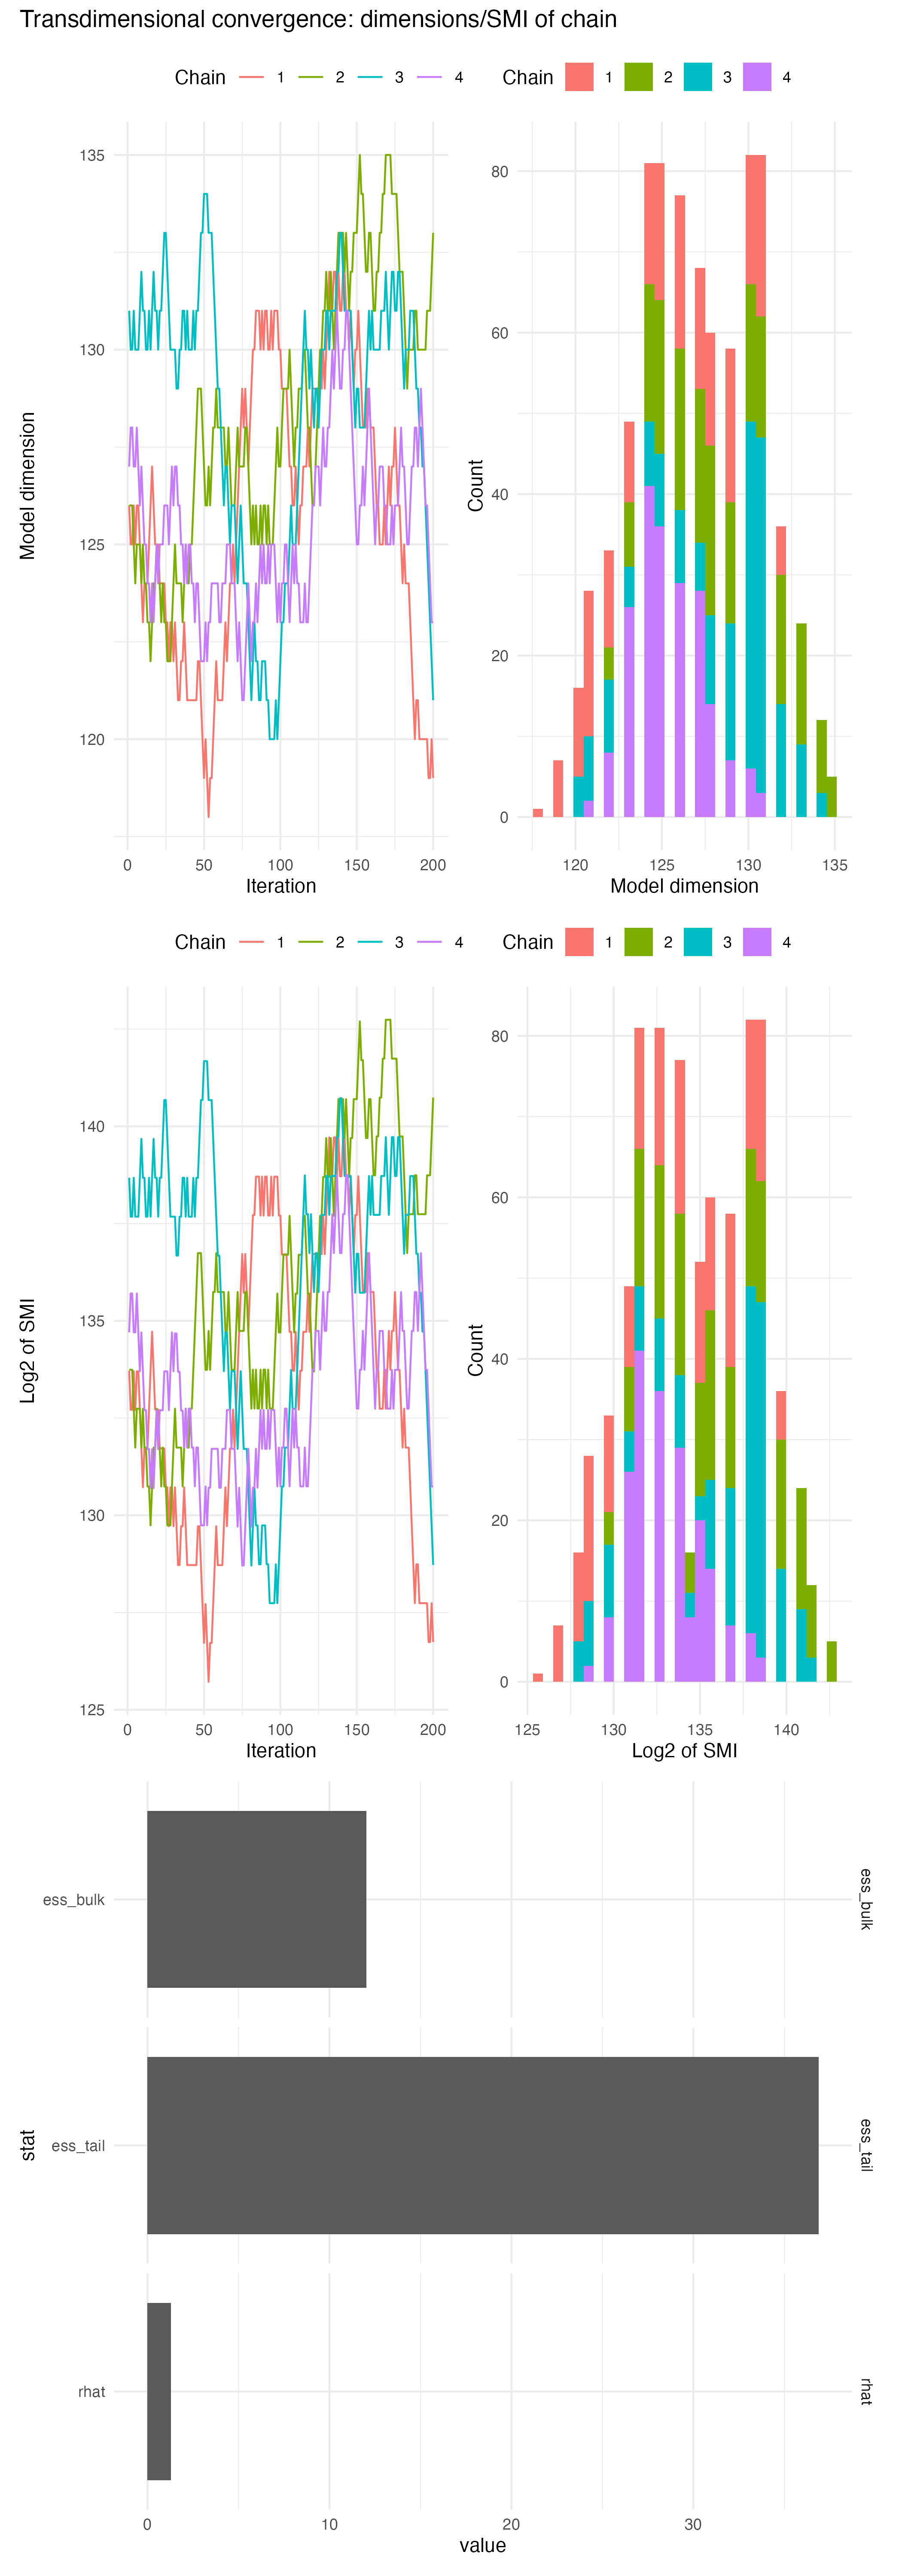 Transdimensional convergence: dimensions/SMI of chain
Chain 1 2 3 4
Chain 1 2 3 4
135
130
125
120
Model dimension
0 50 100 150 200
Iteration
80
60
40
20
0
Count
120 125 130 135
Model dimension
Chain 1 2 3 4
Chain 1 2 3 4
140
135
130
125
Log2 of SMI
0 50 100 150 200
Iteration
80
60
40
20
0
Count
125 130 135 140
Log2 of SMI
ess_bulk
ess_bulk
stat
ess_tail
ess_tail
rhat
rhat
0 10 20 30
value